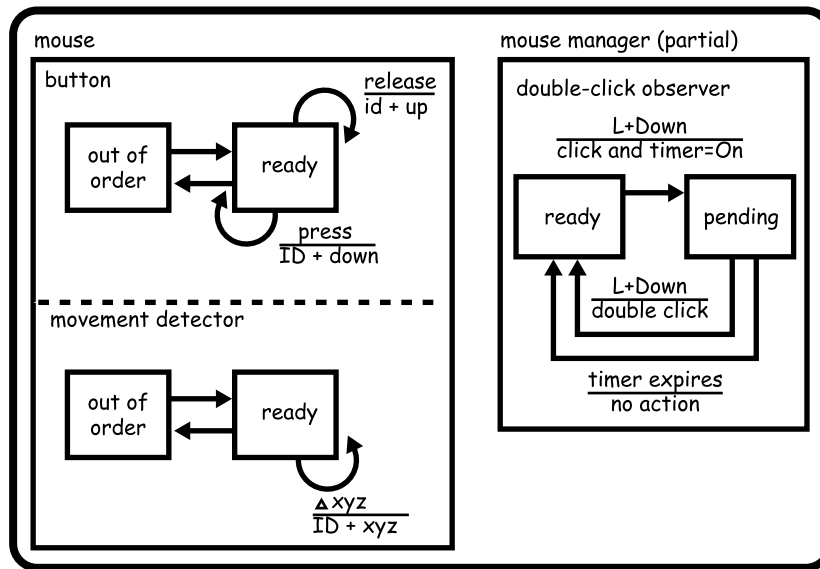 mouse
button
release
id + up
out of
order
ready
press
ID + down
movement detector
out of
order
ready
Δ xyz
ID + xyz
mouse manager (partial)
double-click observer
L+Down
click and timer=On
ready
pending
L+Down
double click
timer expires
no action